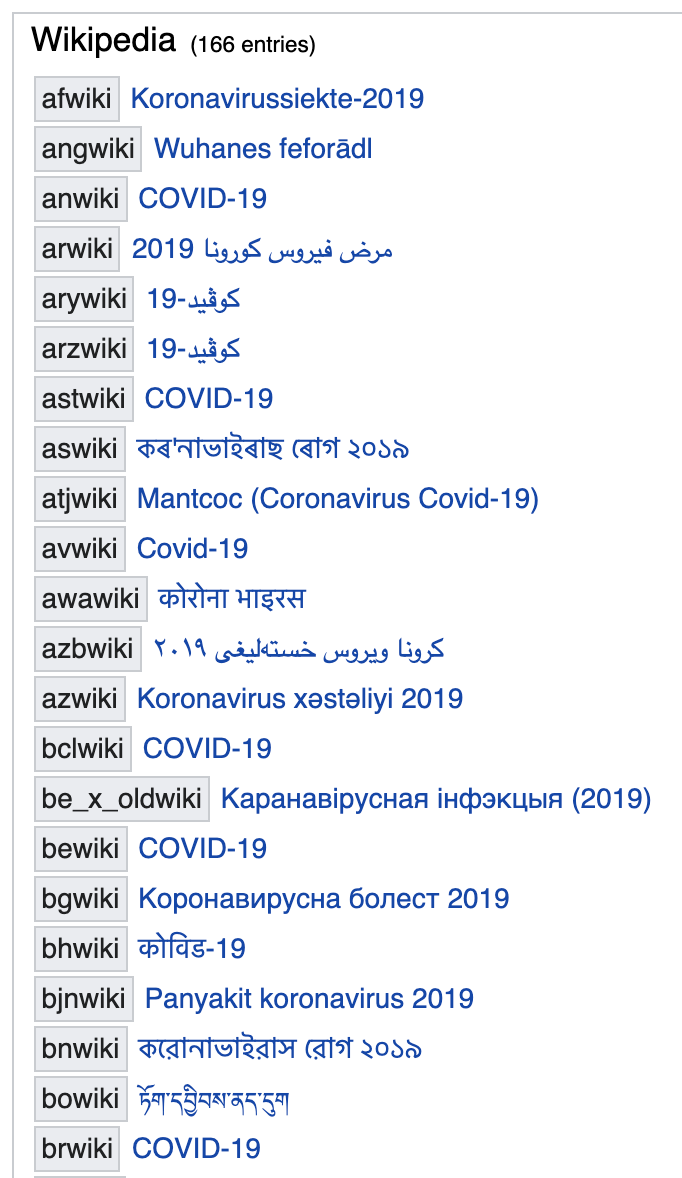 Wikipedia (166 entries)
afwiki Koronavirussiekte-2019
angwiki Wuhanes feforādl
anwiki COVID-19
arwiki مرض فيروس كورونا 2019
arywiki كوڤيد-19
arzwiki كوڤيد-19
astwiki COVID-19
aswiki কৰ'নাভাইৰাছ ৰোগ ২০১৯
atjwiki Mantcoc (Coronavirus Covid-19)
avwiki Covid-19
awawiki कोरोना भाइरस
azbwiki کرونا ویروس خسته‌لیغی ۲۰۱۹
azwiki Koronavirus xəstəliyi 2019
bclwiki COVID-19
be_x_oldwiki Каранавірусная інфэкцыя (2019)
bewiki COVID-19
bgwiki Коронавирусна болест 2019
bhwiki कोविड-19
bjnwiki Panyakit koronavirus 2019
bnwiki করোনাভাইরাস রোগ ২০১৯
bowiki ཏོག་དབྱིབས་ནད་དུག
brwiki COVID-19